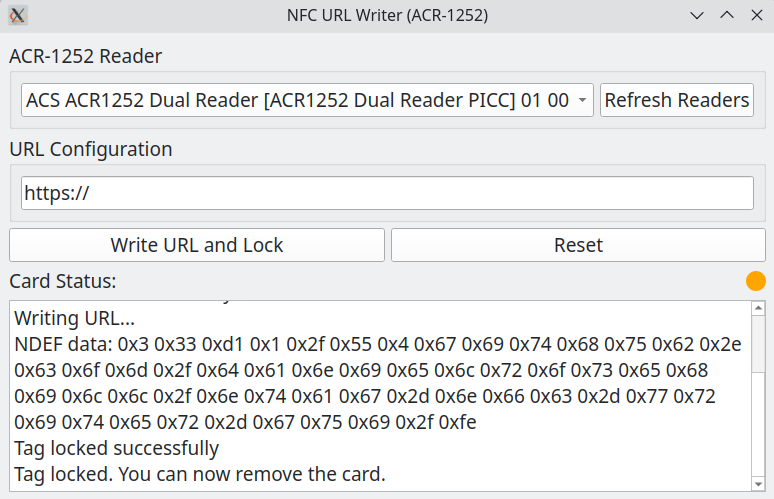 NFC URL Writer (ACR-1252)
ACR-1252 Reader
ACS ACR1252 Dual Reader [ACR1252 Dual Reader PICC] 01 00
Refresh Readers
URL Configuration
https://
Write URL and Lock
Reset
Card Status:
Writing URL...
NDEF data: 0x3 0x33 0xd1 0x1 0x2f 0x55 0x4 0x67 0x69 0x74 0x68 0x75 0x62 0x2e
0x63 0x6f 0x6d 0x2f 0x64 0x61 0x6e 0x69 0x65 0x6c 0x72 0x6f 0x73 0x65 0x68
0x69 0x6c 0x6c 0x2f 0x6e 0x74 0x61 0x67 0x2d 0x6e 0x66 0x63 0x2d 0x77 0x72
0x69 0x74 0x65 0x72 0x2d 0x67 0x75 0x69 0x2f 0xfe
Tag locked successfully
Tag locked. You can now remove the card.